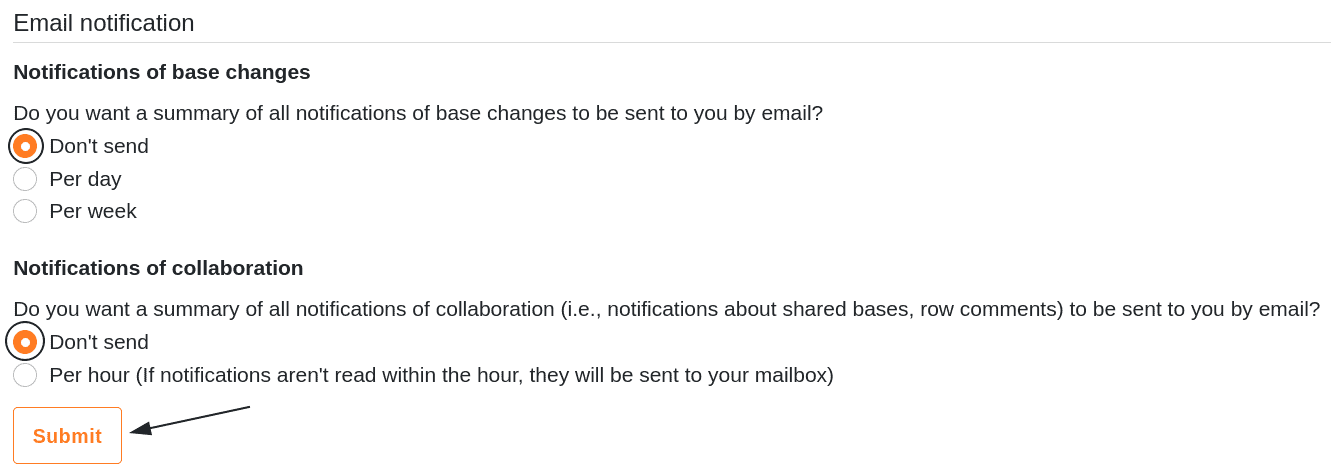 Email notification
Notifications of base changes
Do you want a summary of all notifications of base changes to be sent to you by email?
Don't send
Per day
Per week
Notifications of collaboration
Do you want a summary of all notifications of collaboration (i.e., notifications about shared bases, row comments) to be sent to you by email?
Don't send
Per hour (If notifications aren't read within the hour, they will be sent to your mailbox)
Submit